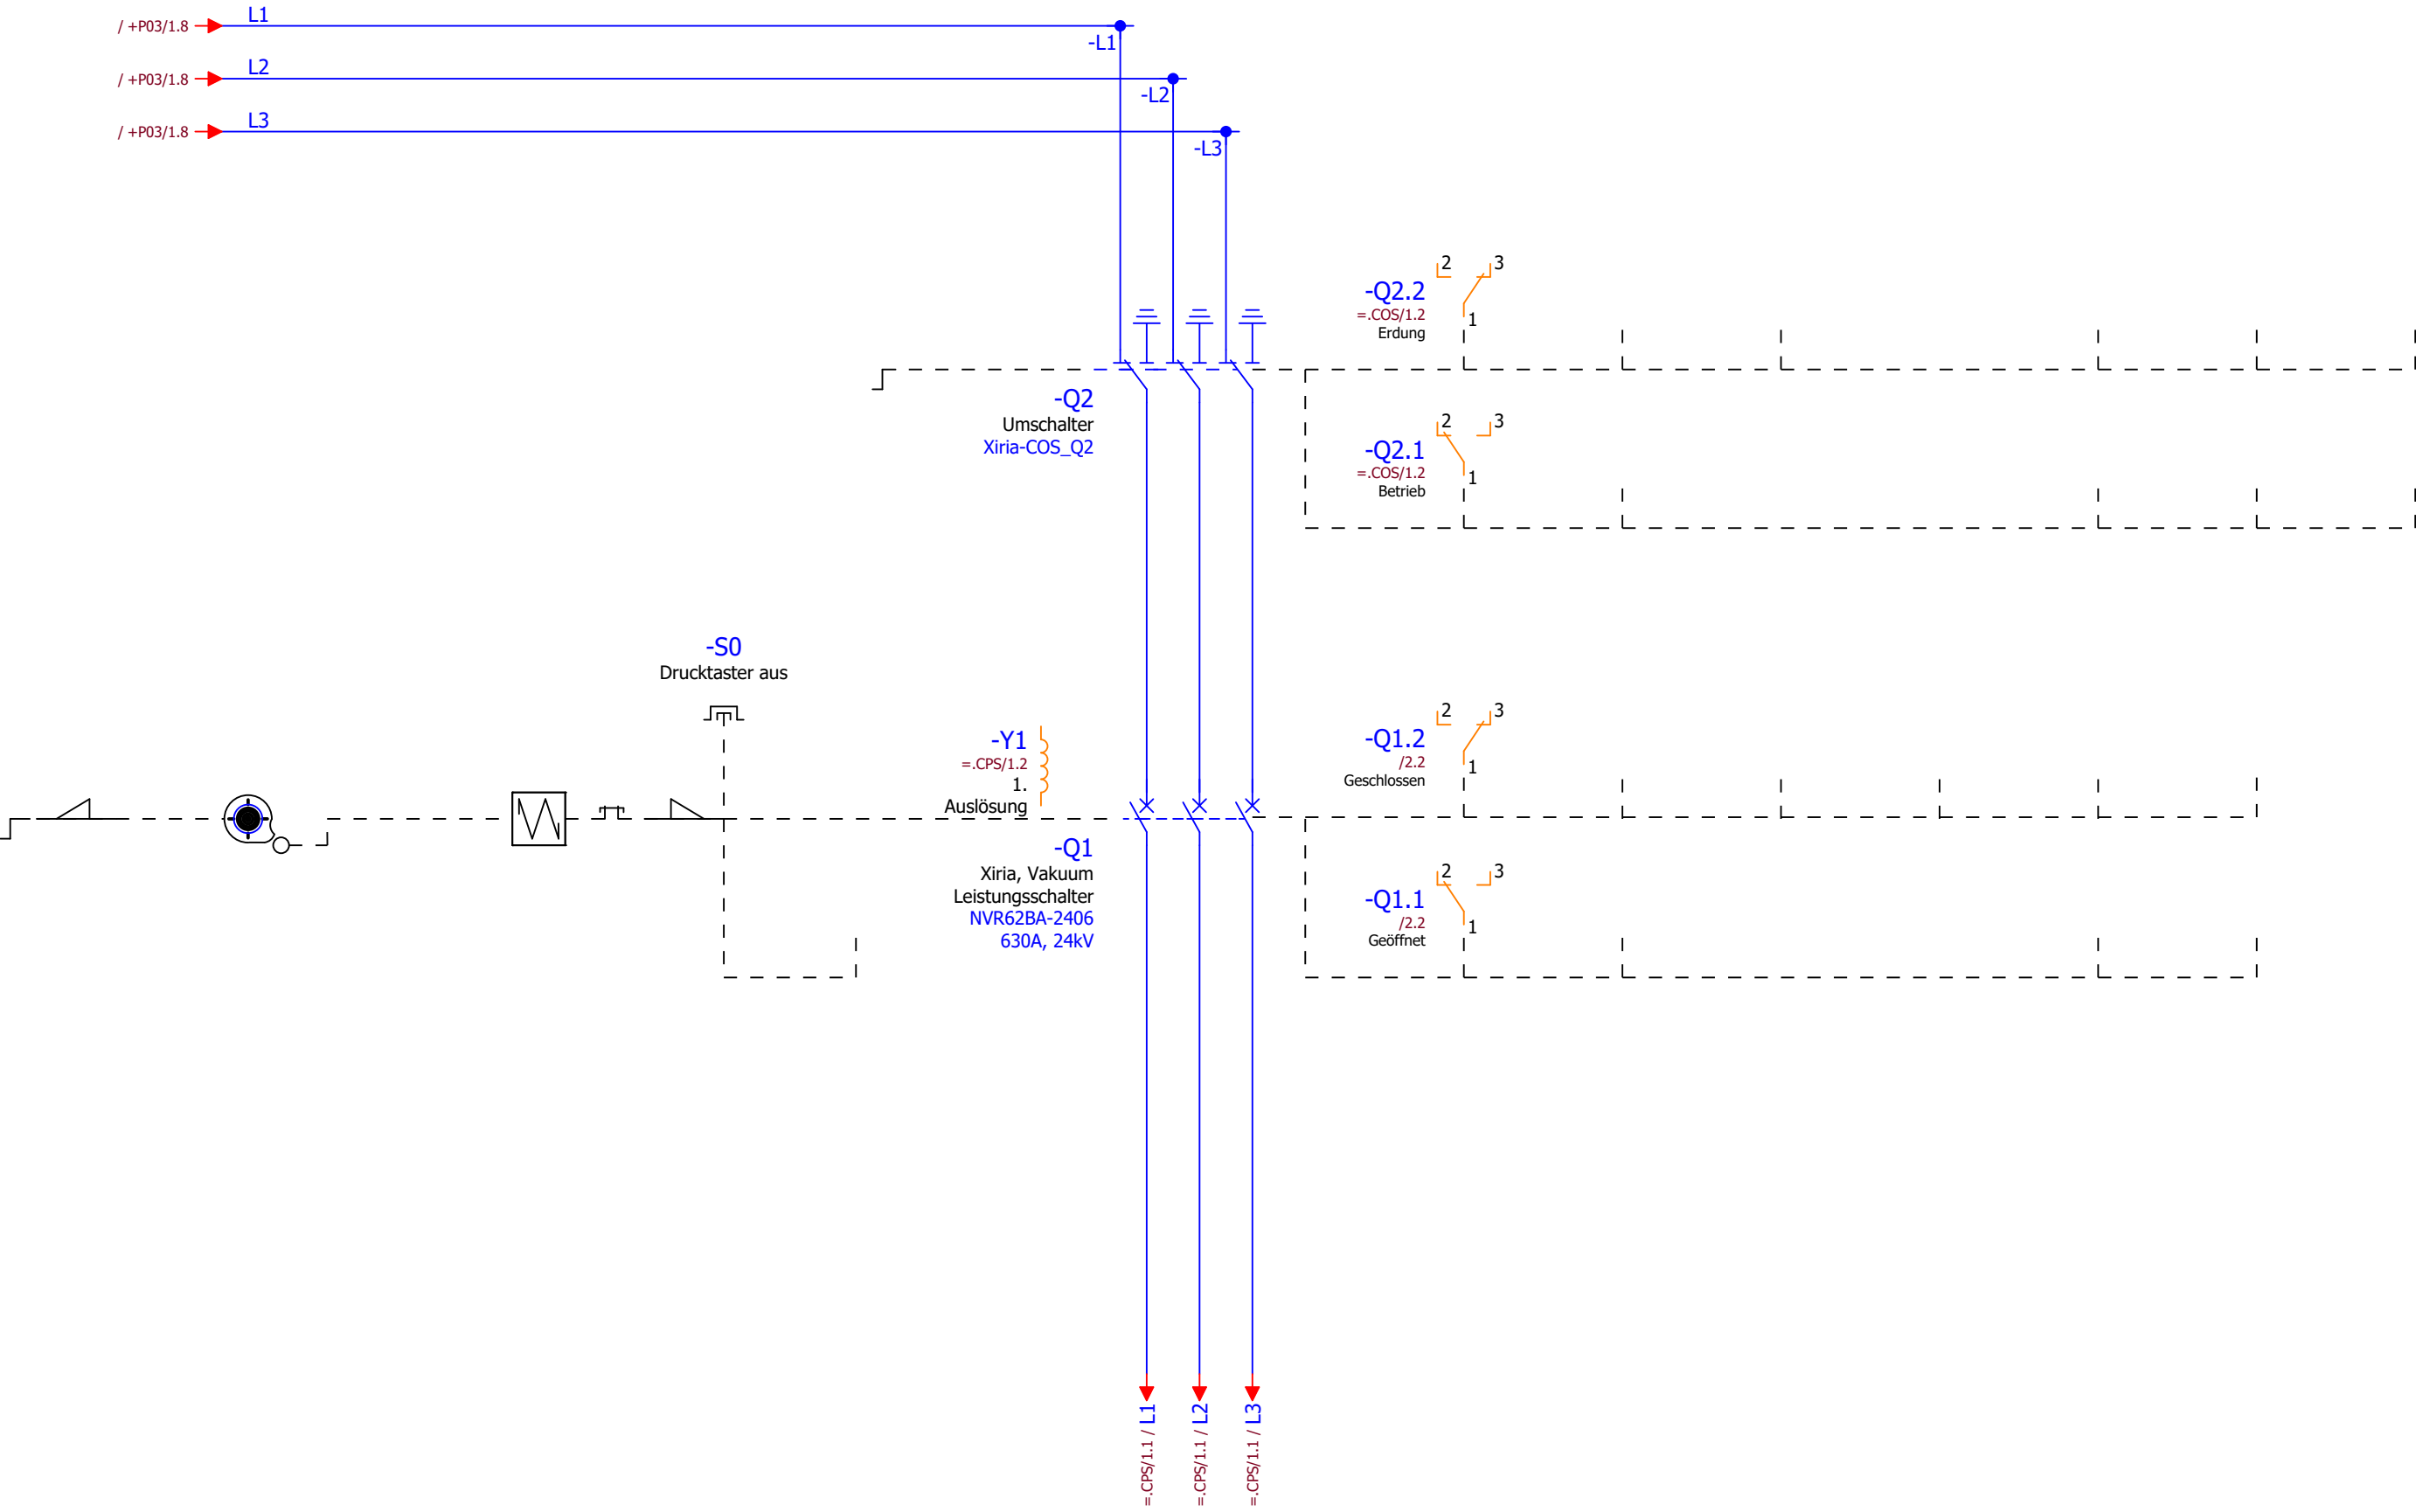 L1
/ +P03/1.8
-L1
L2
/ +P03/1.8
-L2
L3
/ +P03/1.8
-L3
2 3
-Q2.2
=.COS/1.2
1
Erdung
-Q2
Umschalter
Xiria-COS_Q2
2 3
-Q2.1
=.COS/1.2
1
Betrieb
-S0
Drucktaster aus
-Y1
=.CPS/1.2
1.
Auslösung
2 3
-Q1.2
/2.2
1
Geschlossen
-Q1
Xiria, Vakuum
Leistungsschalter
NVR62BA-2406
630A, 24kV
2 3
-Q1.1
/2.2
1
Geöffnet
=.CPS/1.1 / L1
=.CPS/1.1 / L2
=.CPS/1.1 / L3